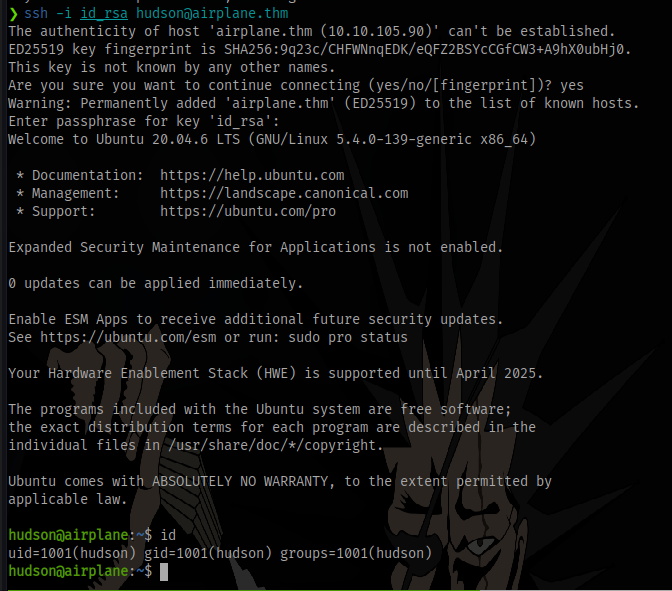 ❯ ssh -i id_rsa hudson@airplane.thm
The authenticity of host 'airplane.thm (10.10.105.90)' can't be established.
ED25519 key fingerprint is SHA256:9q23c/CHFWNnqEDK/eQFZ2BSYcCGfCW3+A9hX0ubHj0.
This key is not known by any other names.
Are you sure you want to continue connecting (yes/no/[fingerprint])? yes
Warning: Permanently added 'airplane.thm' (ED25519) to the list of known hosts.
Enter passphrase for key 'id_rsa':
Welcome to Ubuntu 20.04.6 LTS (GNU/Linux 5.4.0-139-generic x86_64)
* Documentation:  https://help.ubuntu.com
* Management:     https://landscape.canonical.com
* Support:        https://ubuntu.com/pro
Expanded Security Maintenance for Applications is not enabled.
0 updates can be applied immediately.
Enable ESM Apps to receive additional future security updates.
See https://ubuntu.com/esm or run: sudo pro status
Your Hardware Enablement Stack (HWE) is supported until April 2025.
The programs included with the Ubuntu system are free software;
the exact distribution terms for each program are described in the
individual files in /usr/share/doc/*/copyright.
Ubuntu comes with ABSOLUTELY NO WARRANTY, to the extent permitted by
applicable law.
hudson@airplane:~$ id
uid=1001(hudson) gid=1001(hudson) groups=1001(hudson)
hudson@airplane:~$